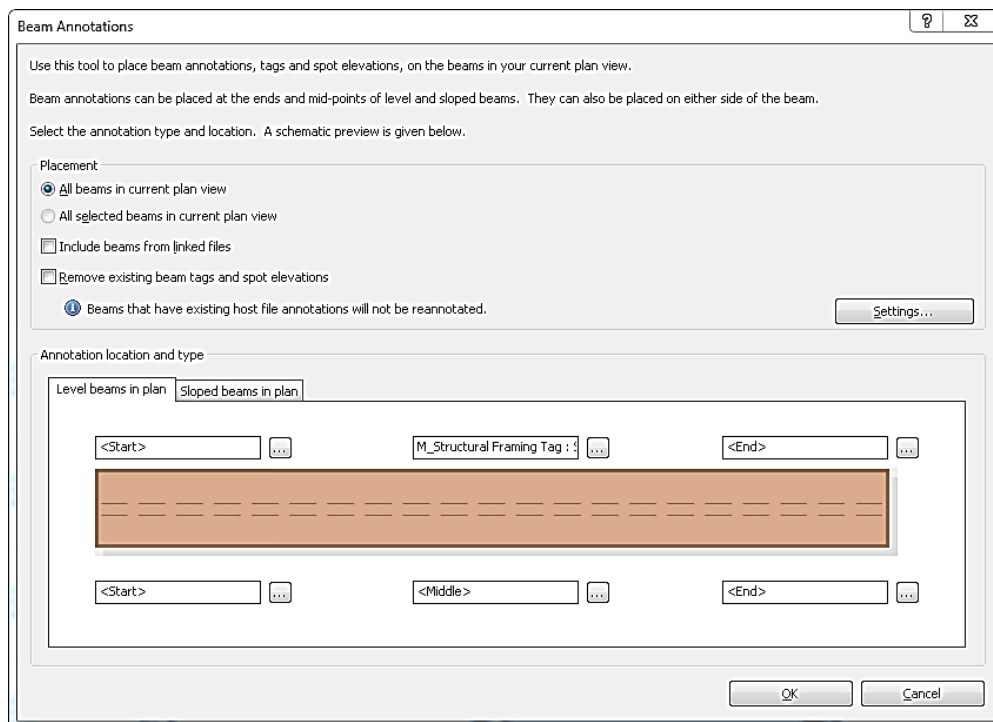 Beam Annotations
Use this tool to place beam annotations, tags and spot elevations, on the beams in your current plan view.
Beam annotations can be placed at the ends and mid-points of level and sloped beams. They can also be placed on either side of the beam.
Select the annotation type and location. A schematic preview is given below.
Placement
All beams in current plan view
All selected beams in current plan view
Include beams from linked files
Remove existing beam tags and spot elevations
Beams that have existing host file annotations will not be reannotated.
Settings...
Annotation location and type
Level beams in plan Sloped beams in plan
<Start> ... M_Structural Framing Tag : ... <End> ...
<Start> ... <Middle> ... <End> ...
OK Cancel